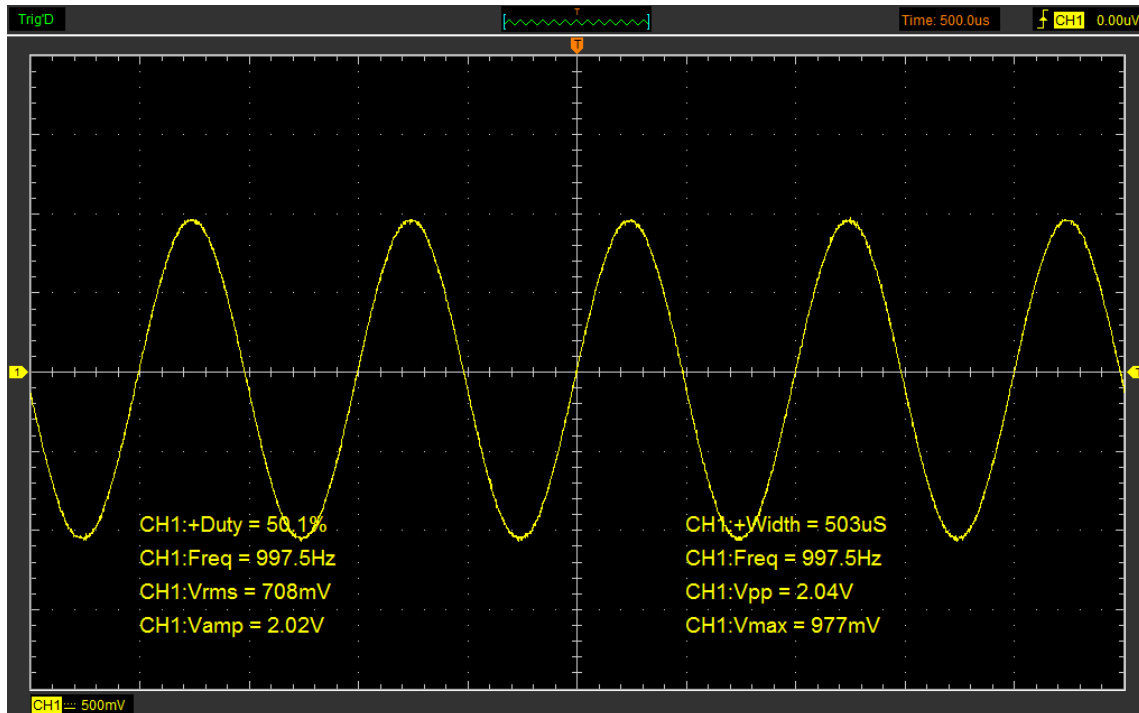 Trig'D
T
Time: 500.0us
CH1 0.00uV
T
1
T
CH1:+Duty = 50.1%
CH1:+Width = 503uS
CH1:Freq = 997.5Hz
CH1:Freq = 997.5Hz
CH1:Vrms = 708mV
CH1:Vpp = 2.04V
CH1:Vamp = 2.02V
CH1:Vmax = 977mV
CH1 500mV